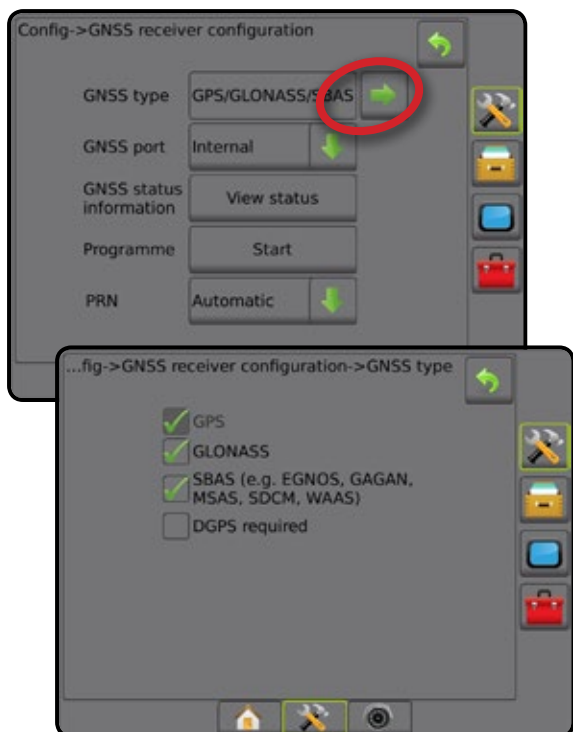 Config->GNSS receiver configuration
GNSS type GPS/GLONASS/SBAS
GNSS port Internal
GNSS status
information View status
Programme Start
PRN Automatic
...fig->GNSS receiver configuration->GNSS type
GPS
GLONASS
SBAS (e.g. EGNOS, GAGAN,
MSAS, SDCM, WAAS)
DGPS required